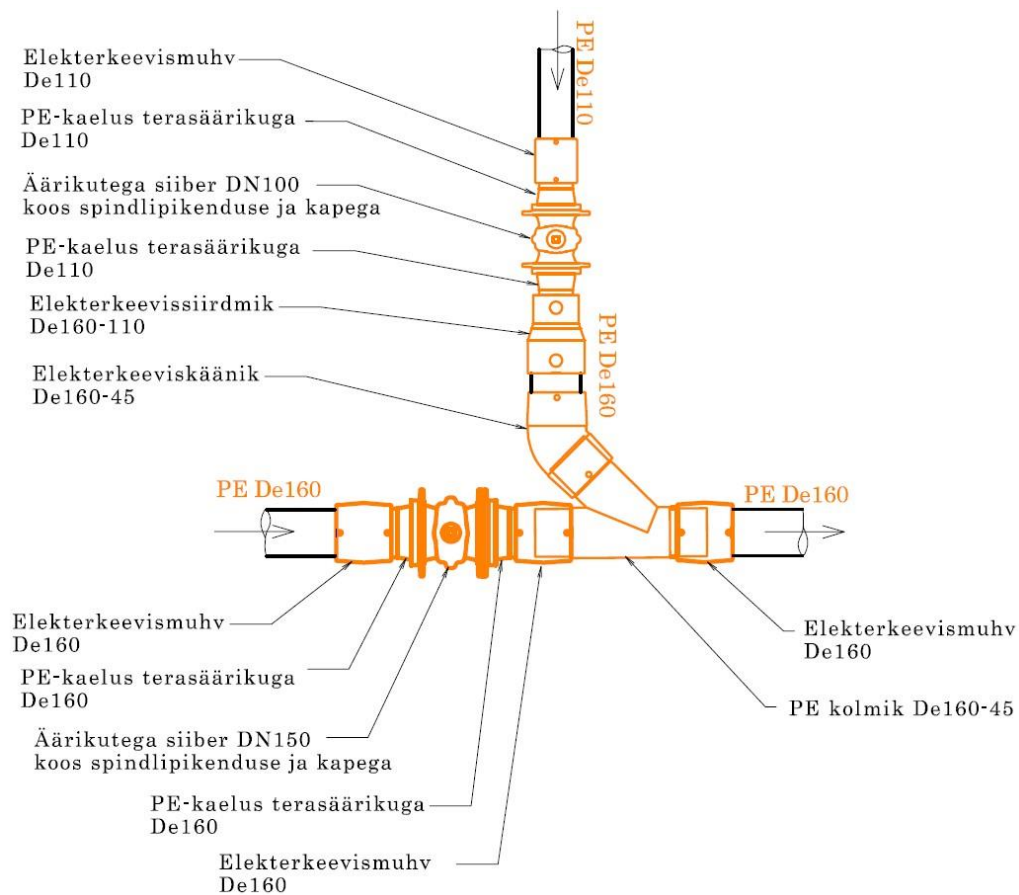 PE De110
Elekterkeevismuhv
De110
PE-kaelus terasäärikuga
De110
Äärikutega siiber DN100
koos spindlipikenduse ja kapega
PE-kaelus terasäärikuga
De110
Elekterkeevissiirdmik
De160-110
PE De160
Elekterkeeviskäänik
De160-45
PE De160
PE De160
Elekterkeevismuhv
De160
Elekterkeevismuhv
De160
PE-kaelus terasäärikuga
De160
PE kolmik De160-45
Äärikutega siiber DN150
koos spindlipikenduse ja kapega
PE-kaelus terasäärikuga
De160
Elekterkeevismuhv
De160